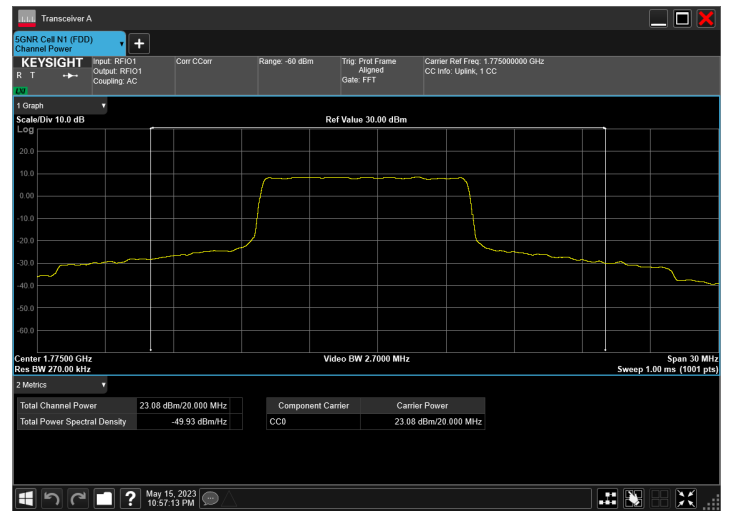 Transceiver A
5GNR Cell N1 (FDD)
Channel Power
KEYSIGHT
R T
LXI
Input: RFIO1
Output: RFIO1
Coupling: AC
Corr CCorr
Range: -60 dBm
Trig: Prot Frame
Aligned
Gate: FFT
Carrier Ref Freq: 1.775000000 GHz
CC Info: Uplink, 1 CC
1 Graph
Scale/Div 10.0 dB
Ref Value 30.00 dBm
Log
20.0
10.0
0.00
-10.0
-20.0
-30.0
-40.0
-50.0
-60.0
Center 1.77500 GHz
Video BW 2.7000 MHz
Span 30 MHz
Res BW 270.00 kHz
Sweep 1.00 ms (1001 pts)
2 Metrics
Total Channel Power 23.08 dBm/20.000 MHz
Total Power Spectral Density -49.93 dBm/Hz
Component Carrier Carrier Power
CC0 23.08 dBm/20.000 MHz
May 15, 2023
10:57:13 PM